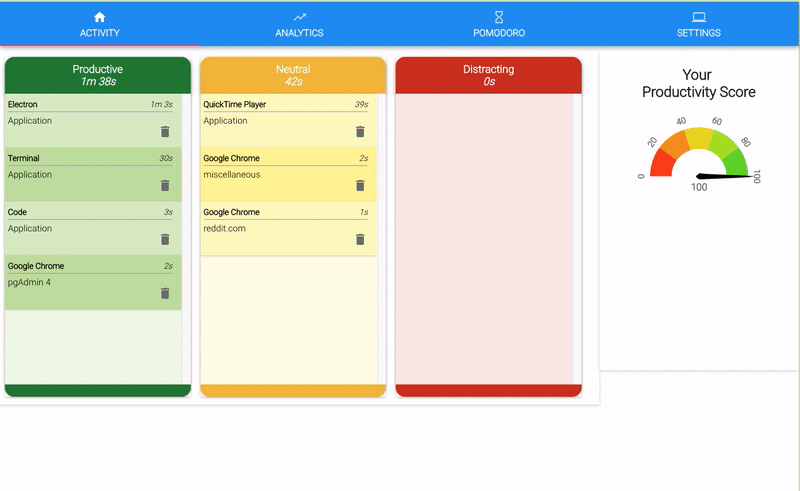 ACTIVITY
ANALYTICS
POMODORO
SETTINGS
Productive
1m 38s
Electron 1m 3s
Application
Terminal 30s
Application
Code 3s
Application
Google Chrome 2s
pgAdmin 4
Neutral
42s
QuickTime Player 39s
Application
Google Chrome 2s
miscellaneous
Google Chrome 1s
reddit.com
Distracting
0s
Your
Productivity Score
0
20
40
60
80
100
100